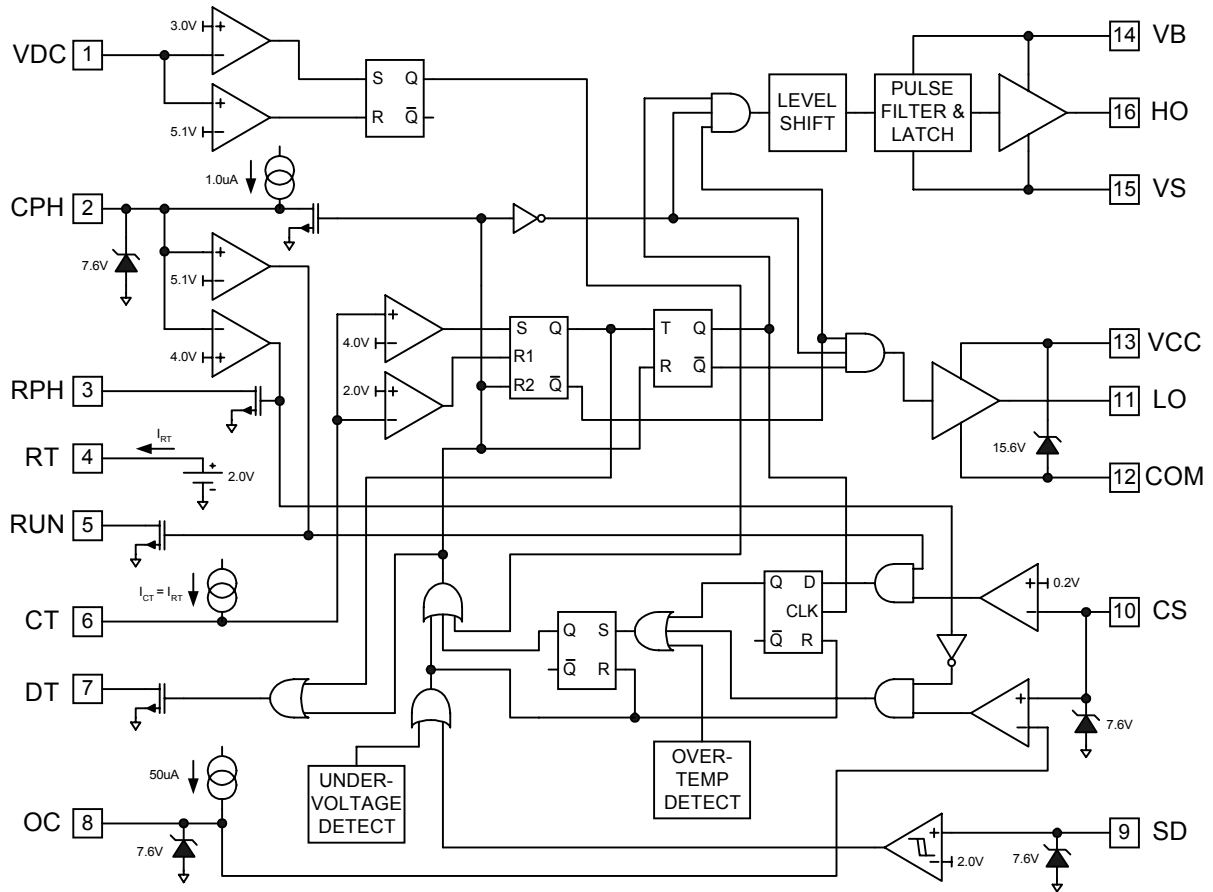 VDC 1
3.0V
+
−
+
5.1V
−
S Q
R Q̅
14 VB
LEVEL
SHIFT
PULSE
FILTER &
LATCH
16 HO
15 VS
1.0uA
CPH 2
7.6V
+
5.1V
−
−
4.0V
+
+
4.0V
−
2.0V
+
−
S Q
R1
R2 Q̅
T Q
R Q̅
13 VCC
11 LO
15.6V
12 COM
RPH 3
RT 4
IRT
+
−
2.0V
RUN 5
ICT = IRT
CT 6
Q D
CLK
Q̅ R
Q S
Q̅ R
+
0.2V
−
10 CS
DT 7
+
−
7.6V
50uA
OC 8
7.6V
UNDER-
VOLTAGE
DETECT
OVER-
TEMP
DETECT
+
−
2.0V
7.6V
9 SD